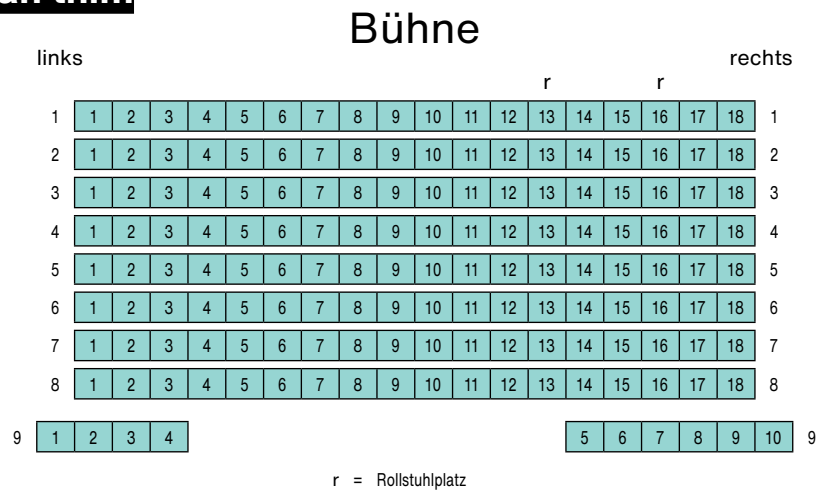 Bühne
links rechts
r r
1 1 2 3 4 5 6 7 8 9 10 11 12 13 14 15 16 17 18 1
2 1 2 3 4 5 6 7 8 9 10 11 12 13 14 15 16 17 18 2
3 1 2 3 4 5 6 7 8 9 10 11 12 13 14 15 16 17 18 3
4 1 2 3 4 5 6 7 8 9 10 11 12 13 14 15 16 17 18 4
5 1 2 3 4 5 6 7 8 9 10 11 12 13 14 15 16 17 18 5
6 1 2 3 4 5 6 7 8 9 10 11 12 13 14 15 16 17 18 6
7 1 2 3 4 5 6 7 8 9 10 11 12 13 14 15 16 17 18 7
8 1 2 3 4 5 6 7 8 9 10 11 12 13 14 15 16 17 18 8
9 1 2 3 4 5 6 7 8 9 10 9
r = Rollstuhlplatz